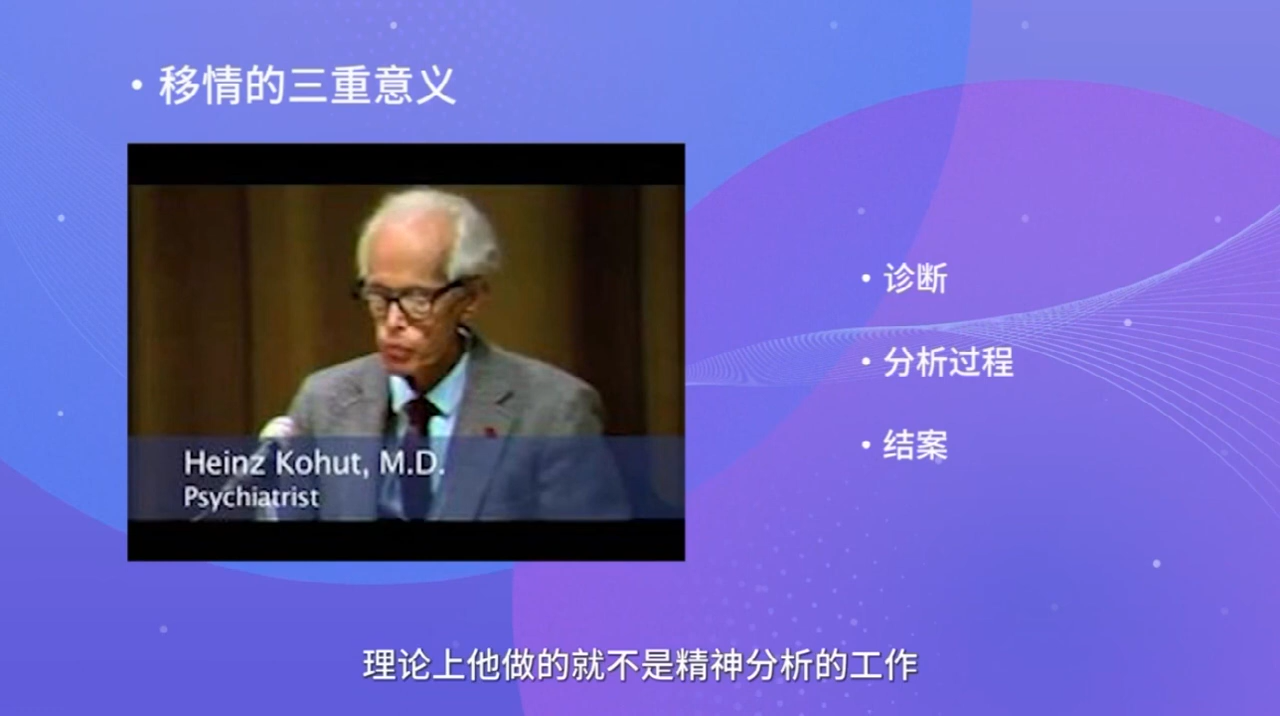 • 移情的三重意义
Heinz Kohut, M.D.
Psychiatrist
• 诊断
• 分析过程
• 结案
理论上他做的就不是精神分析的工作